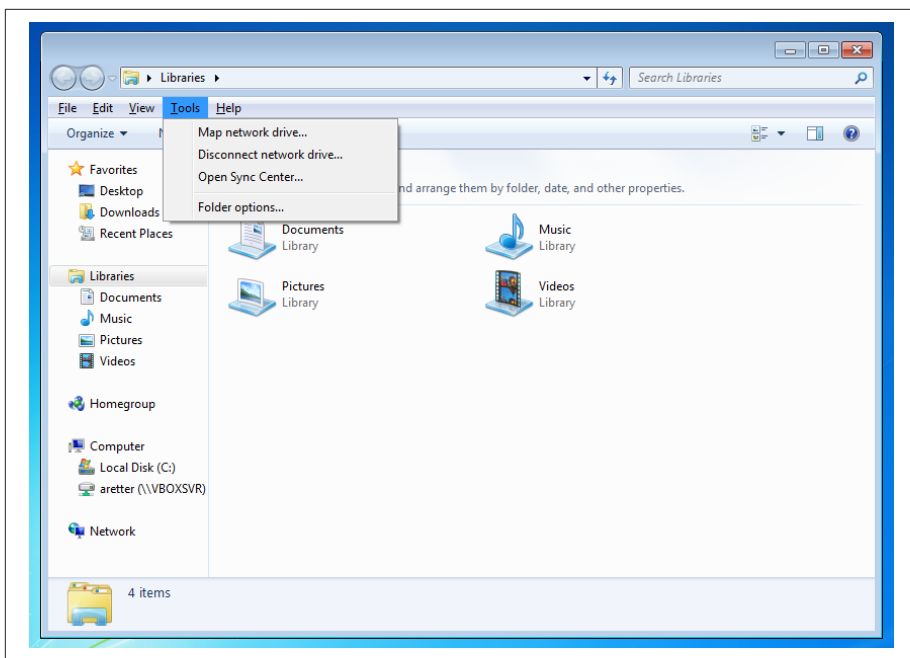 Libraries
Search Libraries
File Edit View Tools Help
Organize
Map network drive...
Disconnect network drive...
Open Sync Center...
Folder options...
Favorites
Desktop
Downloads
Recent Places
Libraries
Documents
Music
Pictures
Videos
Homegroup
Computer
Local Disk (C:)
aretter (\\VBOXSVR)
Network
arrange them by folder, date, and other properties.
Documents
Library
Music
Library
Pictures
Library
Videos
Library
4 items